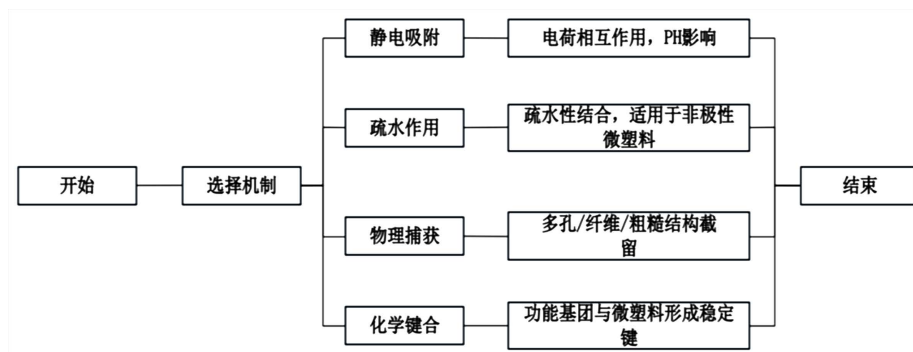 静电吸附
电荷相互作用，PH影响
疏水作用
疏水性结合，适用于非极性
微塑料
开始
选择机制
结束
物理捕获
多孔/纤维/粗糙结构截
留
化学键合
功能基团与微塑料形成稳定
键